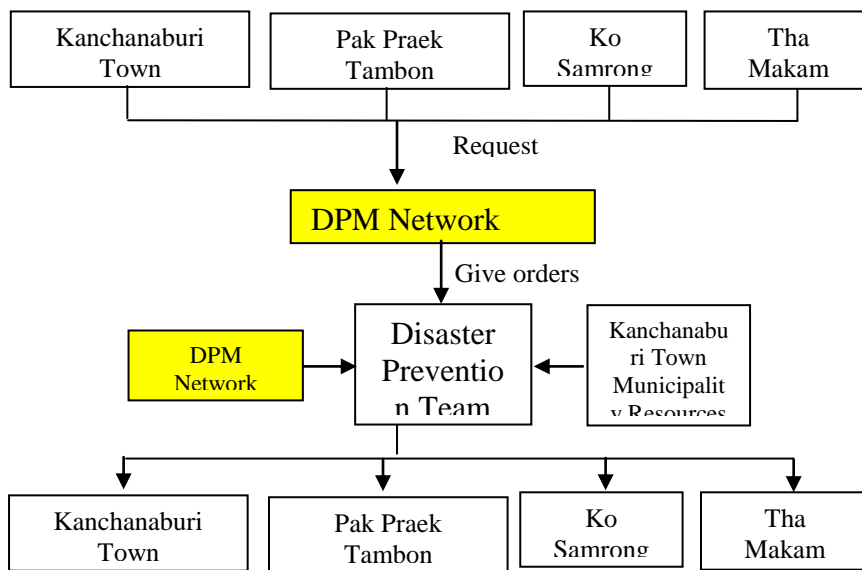 Kanchanaburi
Town
Pak Praek
Tambon
Ko
Samrong
Tha
Makam
Request
DPM Network
Give orders
DPM
Network
Disaster
Preventio
n Team
Kanchanabu
ri Town
Municipalit
y Resources
Kanchanaburi
Town
Pak Praek
Tambon
Ko
Samrong
Tha
Makam